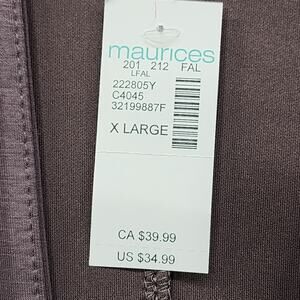 maurices
201 212 FAL
LFAL
222805Y
C4045
32199887F
X LARGE
CA $39.99
US $34.99